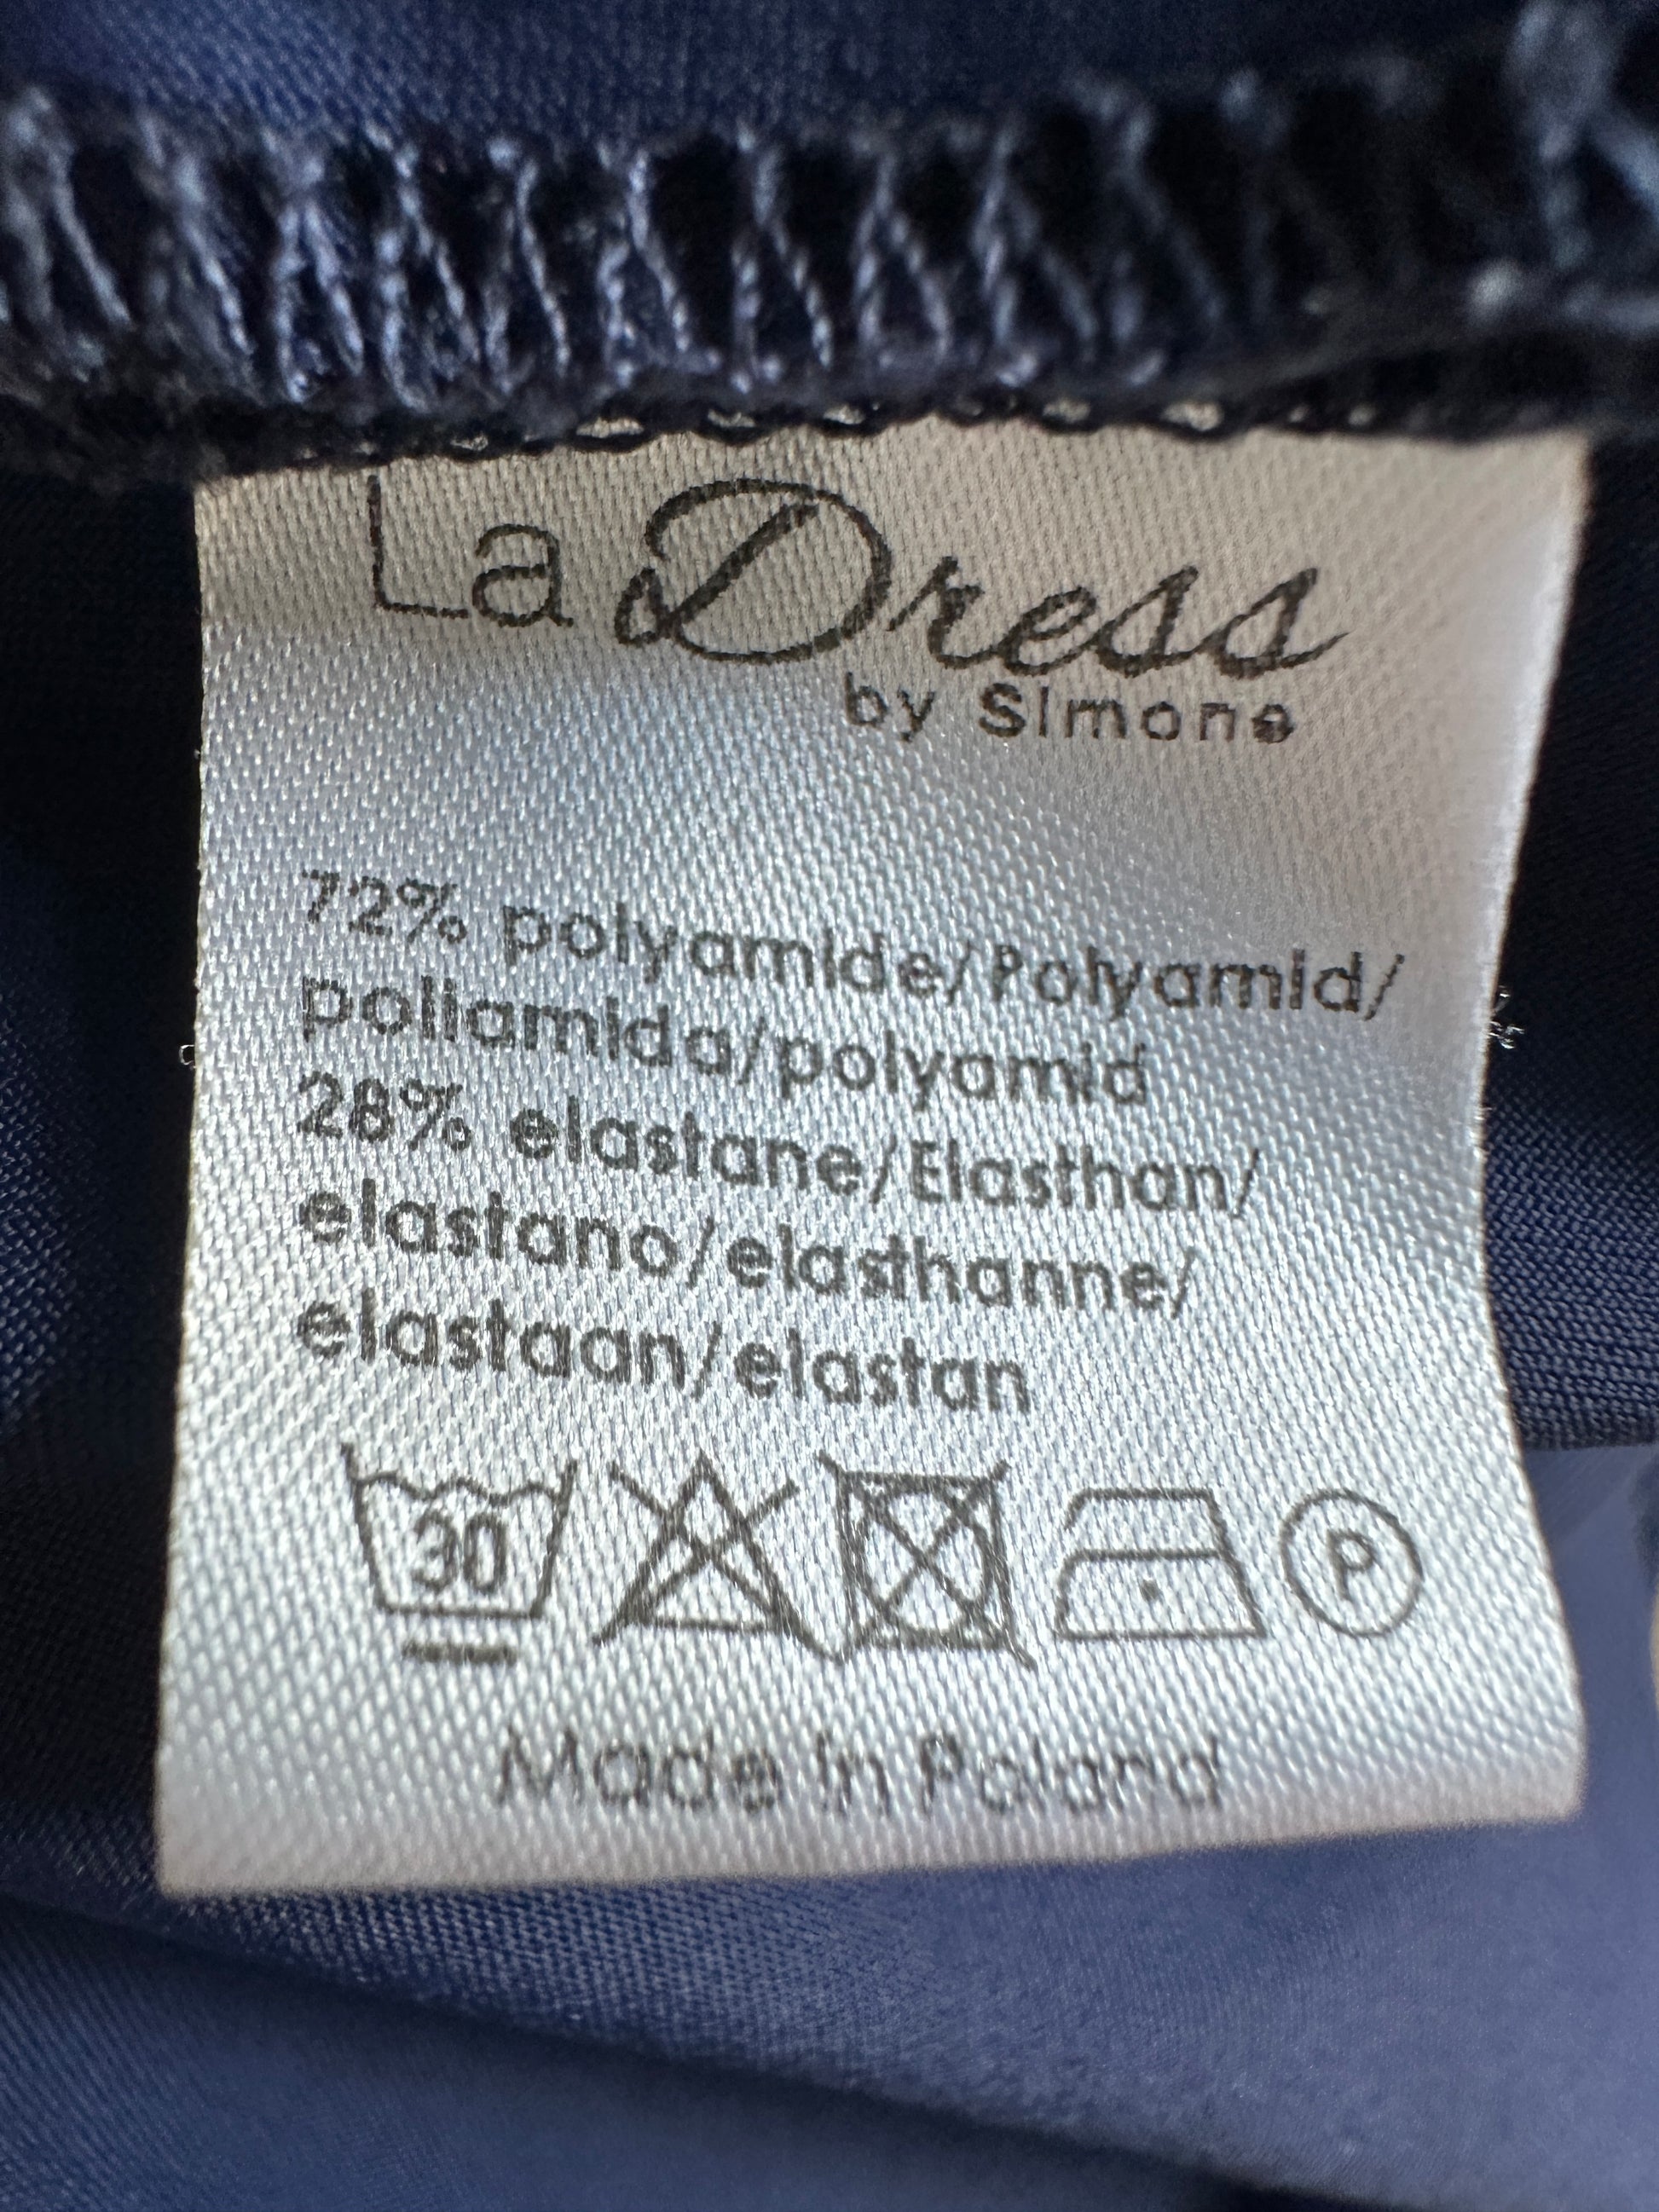 La Dress
by Simone
72% polyamide/Polyamid/
poliamida/polyamid
28% elastane/Elasthan/
elastano/elasthanne/
elastaan/elastan
30 P
Made in Poland